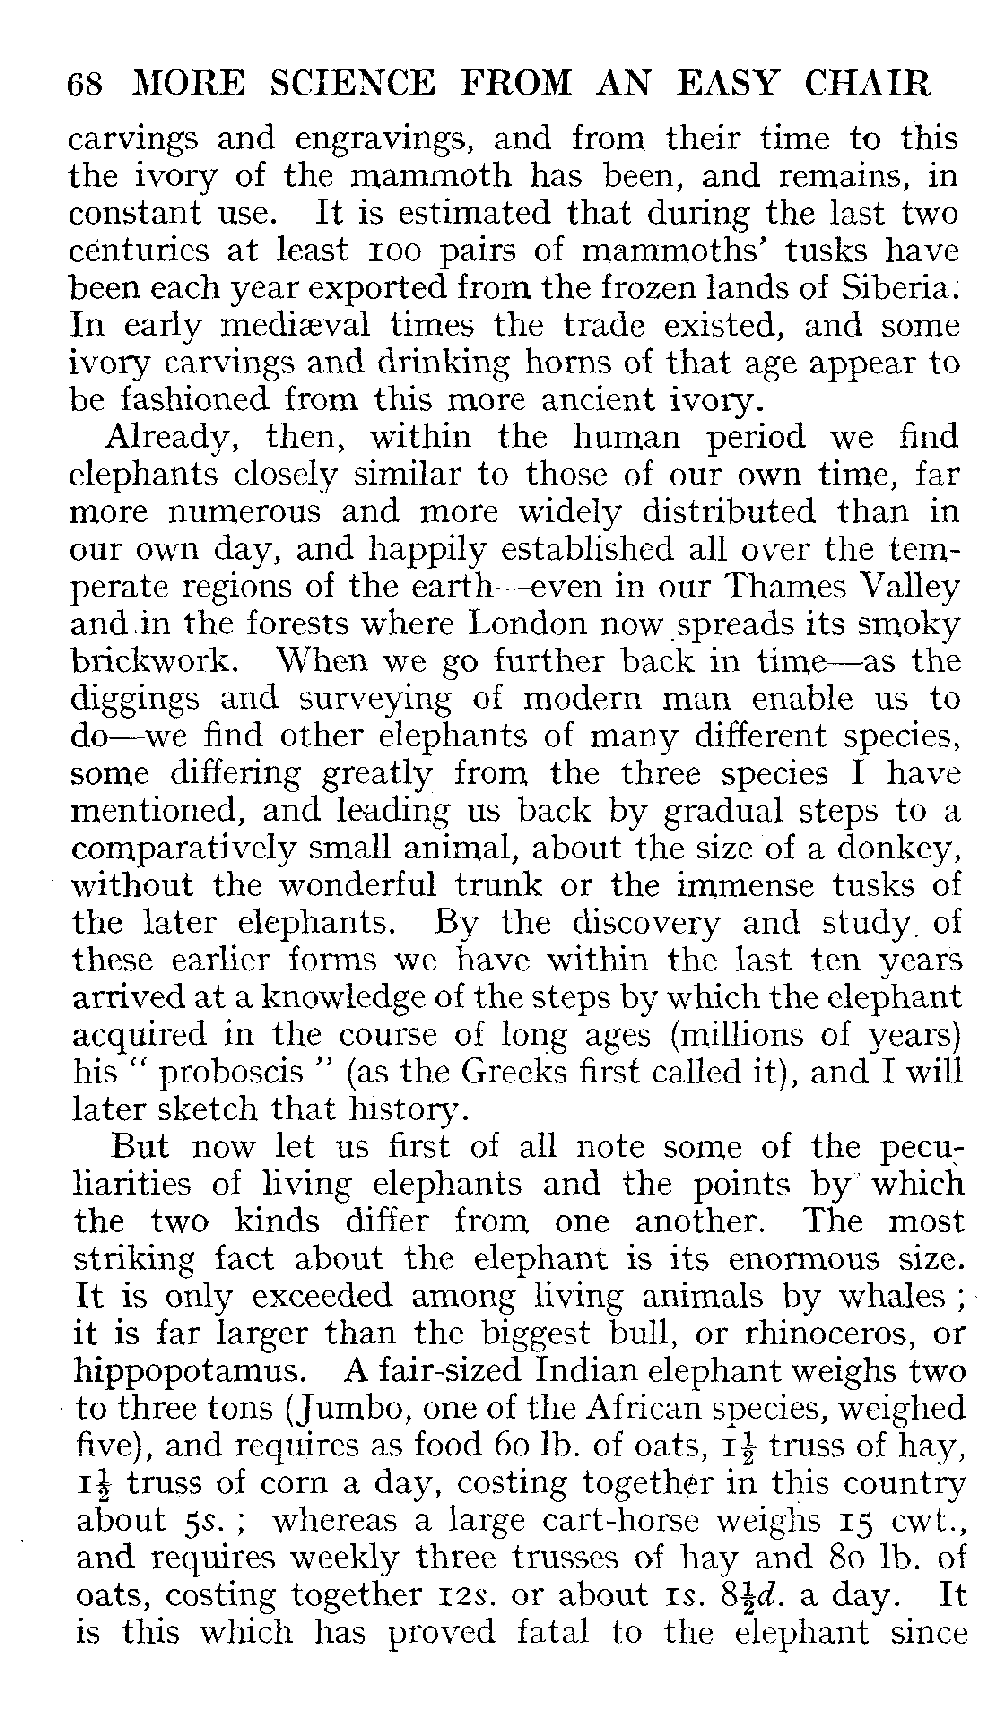 68 MORE SCIENCE FROM AN EASY CHAIR
carvings and engravings, and from their time to this
the ivory of the mammoth has been, and remains, in
constant use. It is estimated that during the last two
centuries at least 100 pairs of mammoths' tusks have
been each year exported from the frozen lands of Siberia.
In early mediæval times the trade existed, and some
ivory carvings and drinking horns of that age appear to
be fashioned from this more ancient ivory.
Already, then, within the human period we find
elephants closely similar to those of our own time, far
more numerous and more widely distributed than in
our own day, and happily established all over the tem-
perate regions of the earth—even in our Thames Valley
and in the forests where London now spreads its smoky
brickwork. When we go further back in time—as the
diggings and surveying of modern man enable us to
do—we find other elephants of many different species,
some differing greatly from the three species I have
mentioned, and leading us back by gradual steps to a
comparatively small animal, about the size of a donkey,
without the wonderful trunk or the immense tusks of
the later elephants. By the discovery and study of
these earlier forms we have within the last ten years
arrived at a knowledge of the steps by which the elephant
acquired in the course of long ages (millions of years)
his " proboscis " (as the Greeks first called it), and I will
later sketch that history.
But now let us first of all note some of the pecu-
liarities of living elephants and the points by which
the two kinds differ from one another. The most
striking fact about the elephant is its enormous size.
It is only exceeded among living animals by whales ;
it is far larger than the biggest bull, or rhinoceros, or
hippopotamus. A fair-sized Indian elephant weighs two
to three tons (Jumbo, one of the African species, weighed
five), and requires as food 60 lb. of oats, 1½ truss of hay,
1½ truss of corn a day, costing together in this country
about 5s. ; whereas a large cart-horse weighs 15 cwt.,
and requires weekly three trusses of hay and 80 lb. of
oats, costing together 12s. or about 1s. 8½d. a day. It
is this which has proved fatal to the elephant since